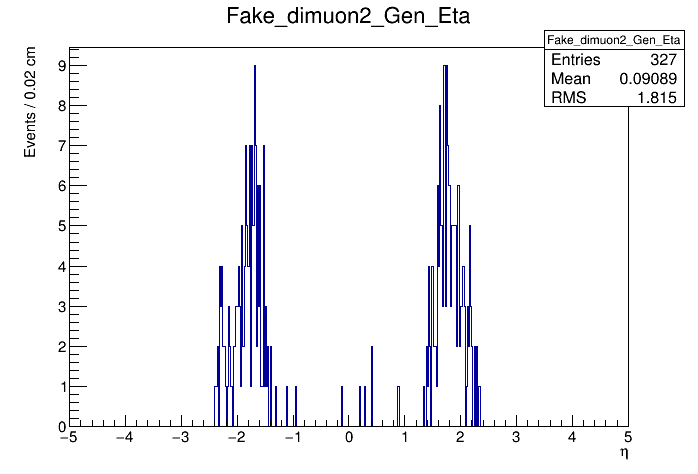 Fake_dimuon2_Gen_Eta
Fake_dimuon2_Gen_Eta
Entries 327
Mean 0.09089
RMS 1.815
Events / 0.02 cm
9
8
7
6
5
4
3
2
1
0
−5 −4 −3 −2 −1 0 1 2 3 4 5
η